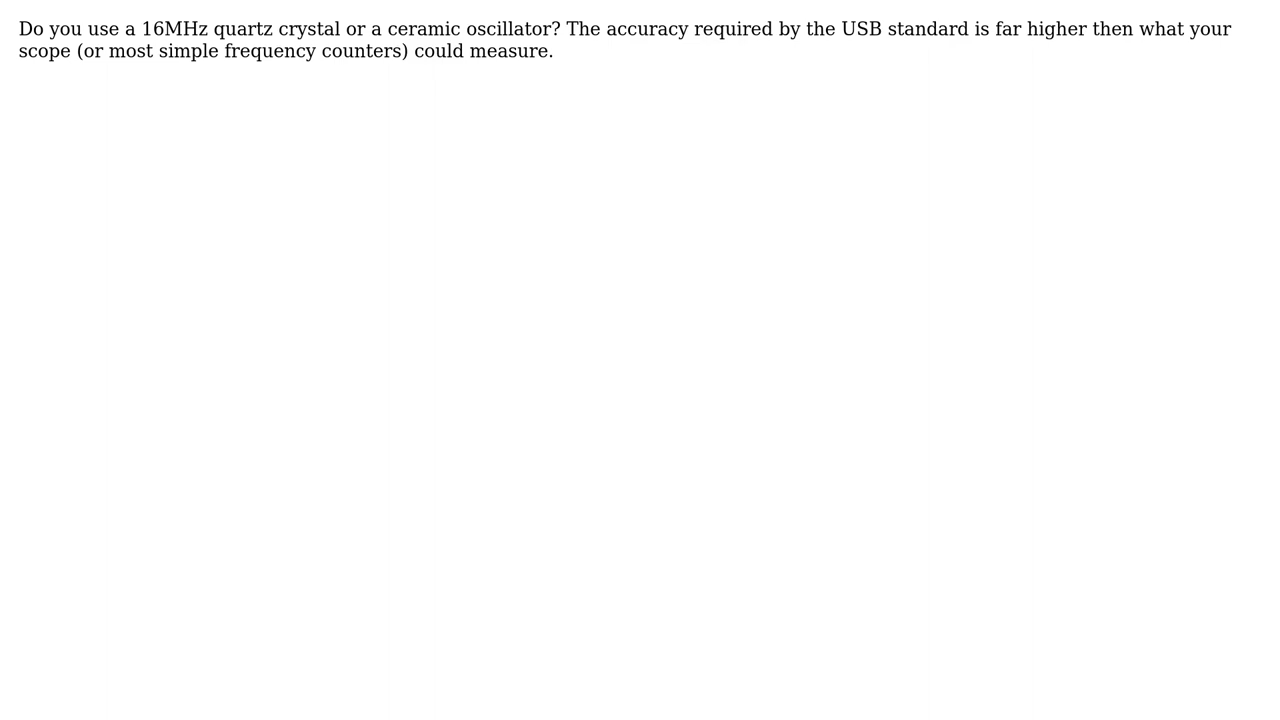 Do you use a 16MHz quartz crystal or a ceramic oscillator? The accuracy required by the USB standard is far higher then what your
scope (or most simple frequency counters) could measure.